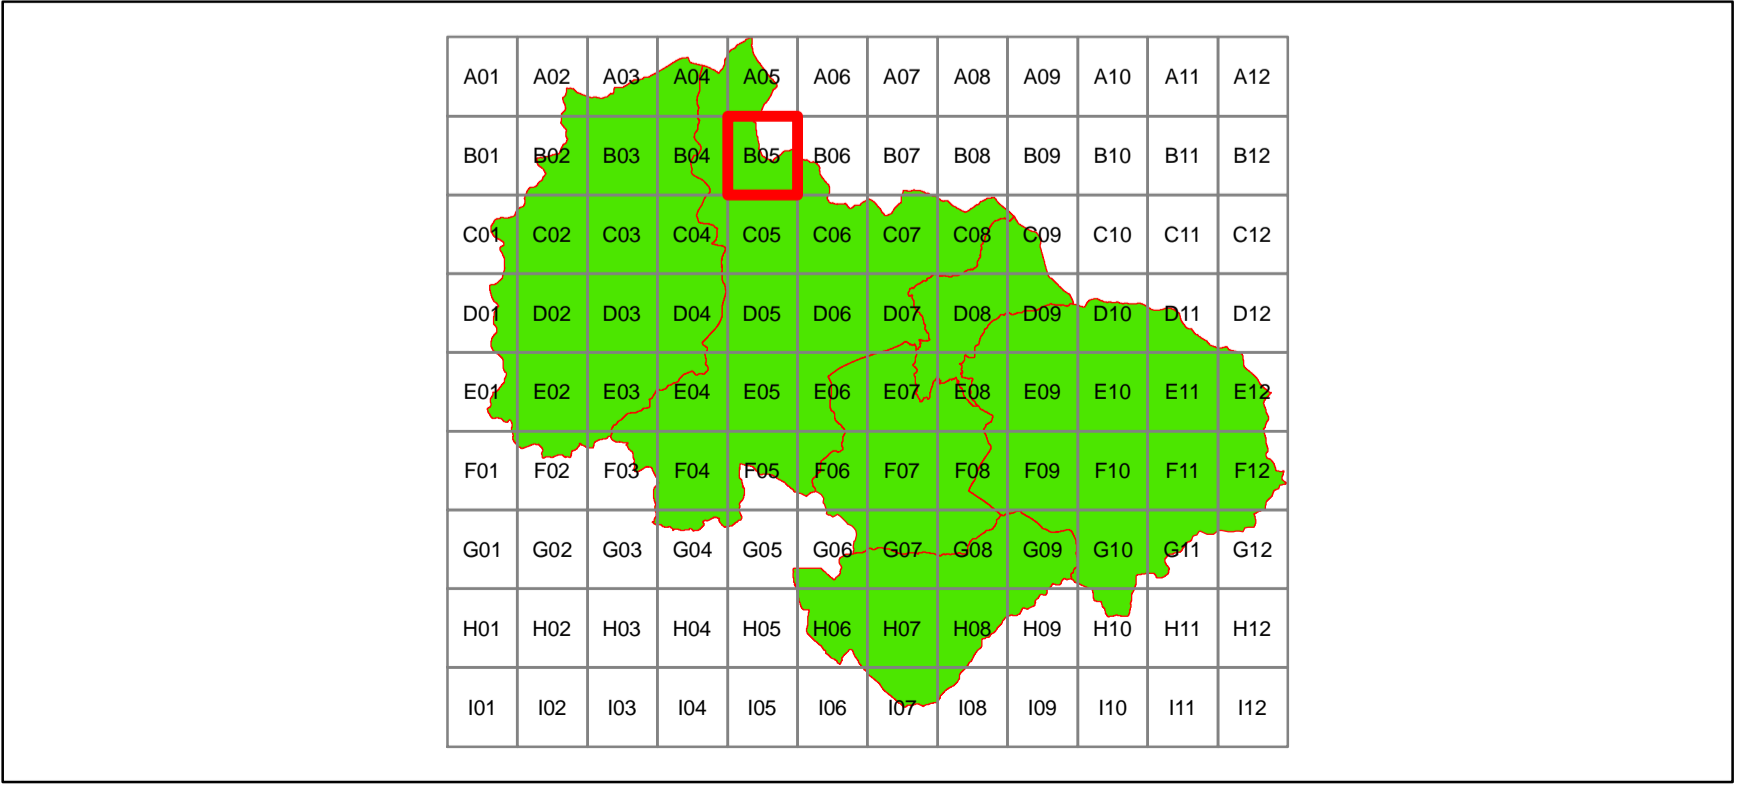 A01 A02 A03 A04 A05 A06 A07 A08 A09 A10 A11 A12
B01 B02 B03 B04 B05 B06 B07 B08 B09 B10 B11 B12
C01 C02 C03 C04 C05 C06 C07 C08 C09 C10 C11 C12
D01 D02 D03 D04 D05 D06 D07 D08 D09 D10 D11 D12
E01 E02 E03 E04 E05 E06 E07 E08 E09 E10 E11 E12
F01 F02 F03 F04 F05 F06 F07 F08 F09 F10 F11 F12
G01 G02 G03 G04 G05 G06 G07 G08 G09 G10 G11 G12
H01 H02 H03 H04 H05 H06 H07 H08 H09 H10 H11 H12
I01 I02 I03 I04 I05 I06 I07 I08 I09 I10 I11 I12